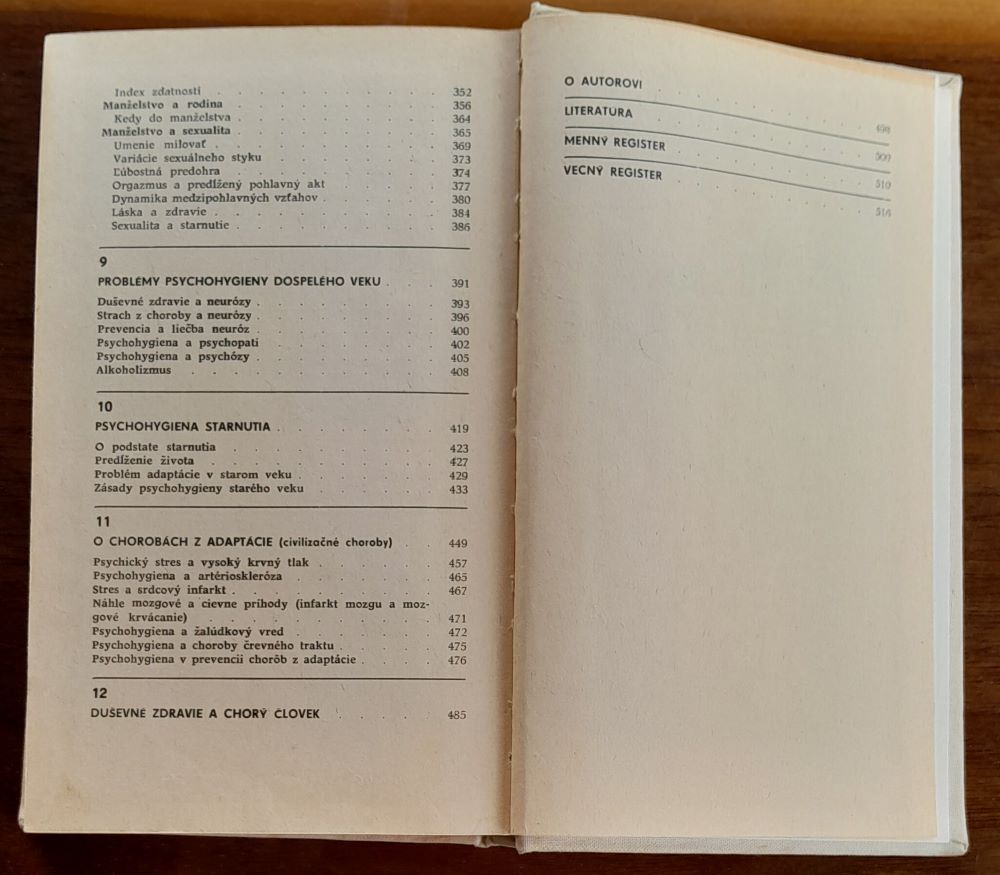 Index zdatnosti . . . . . . . . . . 352
Manželstvo a rodina . . . . . . . . . 356
Kedy do manželstva . . . . . . . . 364
Manželstvo a sexualita . . . . . . . . 365
Umenie milovať . . . . . . . . . 369
Variácie sexuálneho styku . . . . . . 373
Ľúbostná predohra . . . . . . . . 374
Orgazmus a predĺžený pohlavný akt . . . . 377
Dynamika medzipohlavných vzťahov . . . . 380
Láska a zdravie . . . . . . . . . 384
Sexualita a starnutie . . . . . . . . 386
9
PROBLÉMY PSYCHOHYGIENY DOSPELÉHO VEKU . . . 391
Duševné zdravie a neurózy . . . . . . . 393
Strach z choroby a neurózy . . . . . . . 396
Prevencia a liečba neuróz . . . . . . . 400
Psychohygiena a psychopati . . . . . . 402
Psychohygiena a psychózy . . . . . . . 405
Alkoholizmus . . . . . . . . . . 408
10
PSYCHOHYGIENA STARNUTIA . . . . . . . 419
O podstate starnutia . . . . . . . . 423
Predĺženie života . . . . . . . . . 427
Problém adaptácie v starom veku . . . . . 429
Zásady psychohygieny starého veku . . . . 433
11
O CHOROBÁCH Z ADAPTÁCIE (civilizačné choroby) . . 449
Psychický stres a vysoký krvný tlak . . . . . 457
Psychohygiena a artérioskleróza . . . . . 465
Stres a srdcový infarkt . . . . . . . . 467
Náhle mozgové a cievne príhody (infarkt mozgu a moz-
gové krvácanie) . . . . . . . . . 471
Psychohygiena a žalúdkový vred . . . . . 472
Psychohygiena a choroby črevného traktu . . . . 475
Psychohygiena v prevencii chorôb z adaptácie . . . 476
12
DUŠEVNÉ ZDRAVIE A CHORÝ ČLOVEK . . . . . 485
O AUTOROVI . . . . . . . . . 498
LITERATÚRA . . . . . . . . . 500
MENNÝ REGISTER . . . . . . . . 510
VECNÝ REGISTER . . . . . . . . 516